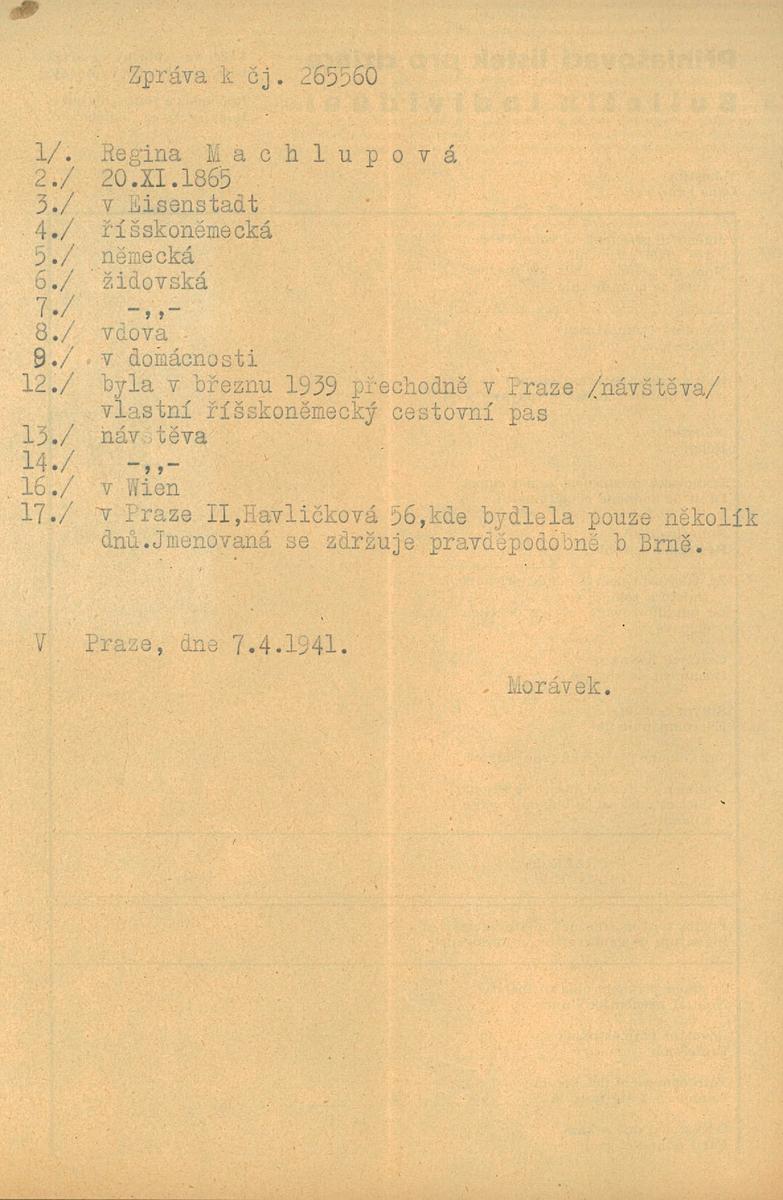 Zpráva k čj. 265560
1/. Regina M a c h l u p o v á
2./ 20.XI.1865
3./ v Eisenstadt
4./ říšskoněmecká
5./ německá
6./ židovská
7./ -,,-
8./ vdova
9./ v domácnosti
12./ byla v březnu 1939 přechodně v Praze /návštěva/
vlastní říšskoněmecký cestovní pas
13./ návstěva
14./ -,,-
16./ v Wien
17./ v Praze II,Havličková 56,kde bydlela pouze několík
dnů.Jmenovaná se zdržuje pravděpodobně b Brně.
V Praze, dne 7.4.1941.
Morávek.